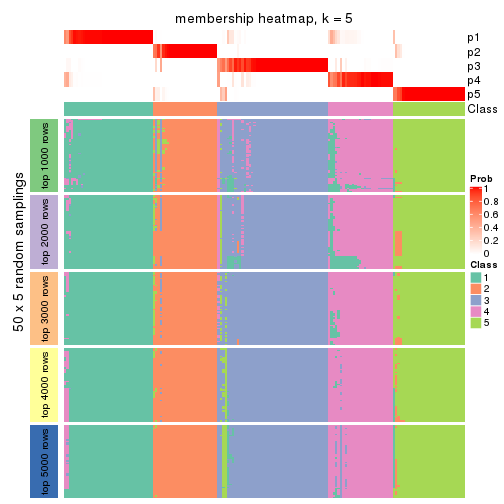 membership heatmap, k = 5
p1
p2
p3
p4
p5
Class
50 x 5 random samplings
top 1000 rows
top 2000 rows
top 3000 rows
top 4000 rows
top 5000 rows
Prob
1
0.8
0.6
0.4
0.2
0
Class
1
2
3
4
5